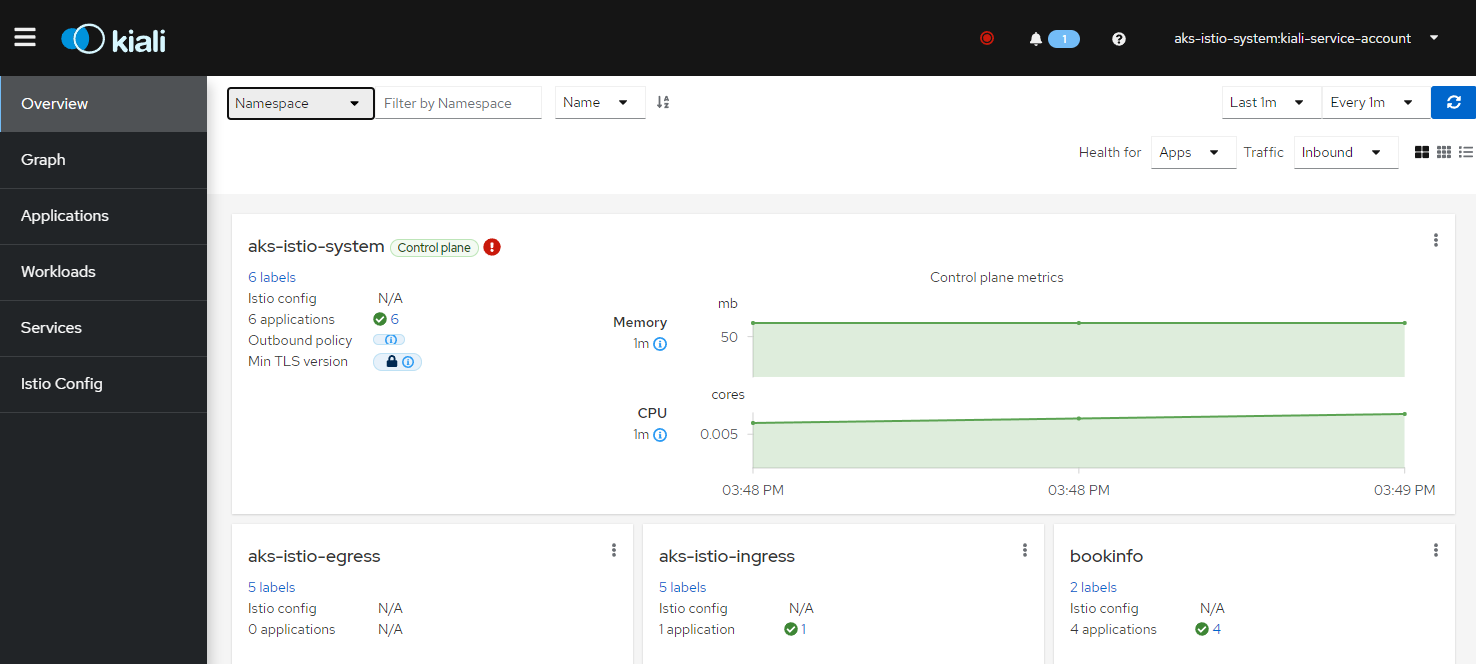 kiali
1
aks-istio-system:kiali-service-account
Overview
Graph
Applications
Workloads
Services
Istio Config
Namespace
Filter by Namespace
Name
Last 1m
Every 1m
Health for
Apps
Traffic
Inbound
aks-istio-system
Control plane
6 labels
Istio config N/A
6 applications 6
Outbound policy
Min TLS version
Control plane metrics
mb
Memory
1m
50
cores
CPU
1m
0.005
03:48 PM
03:48 PM
03:49 PM
aks-istio-egress
5 labels
Istio config N/A
0 applications N/A
aks-istio-ingress
5 labels
Istio config N/A
1 application 1
bookinfo
2 labels
Istio config N/A
4 applications 4